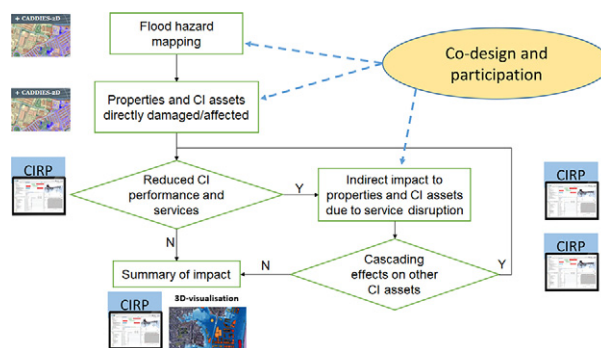 + CADDIES-2D
Flood hazard
mapping
Co-design and
participation
+ CADDIES-2D
Properties and CI assets
directly damaged/affected
CIRP
Reduced CI
performance and
services
Y
Indirect impact to
properties and CI assets
due to service disruption
CIRP
N
Summary of impact
N
Cascading
effects on other
CI assets
Y
CIRP
CIRP
3D-visualisation